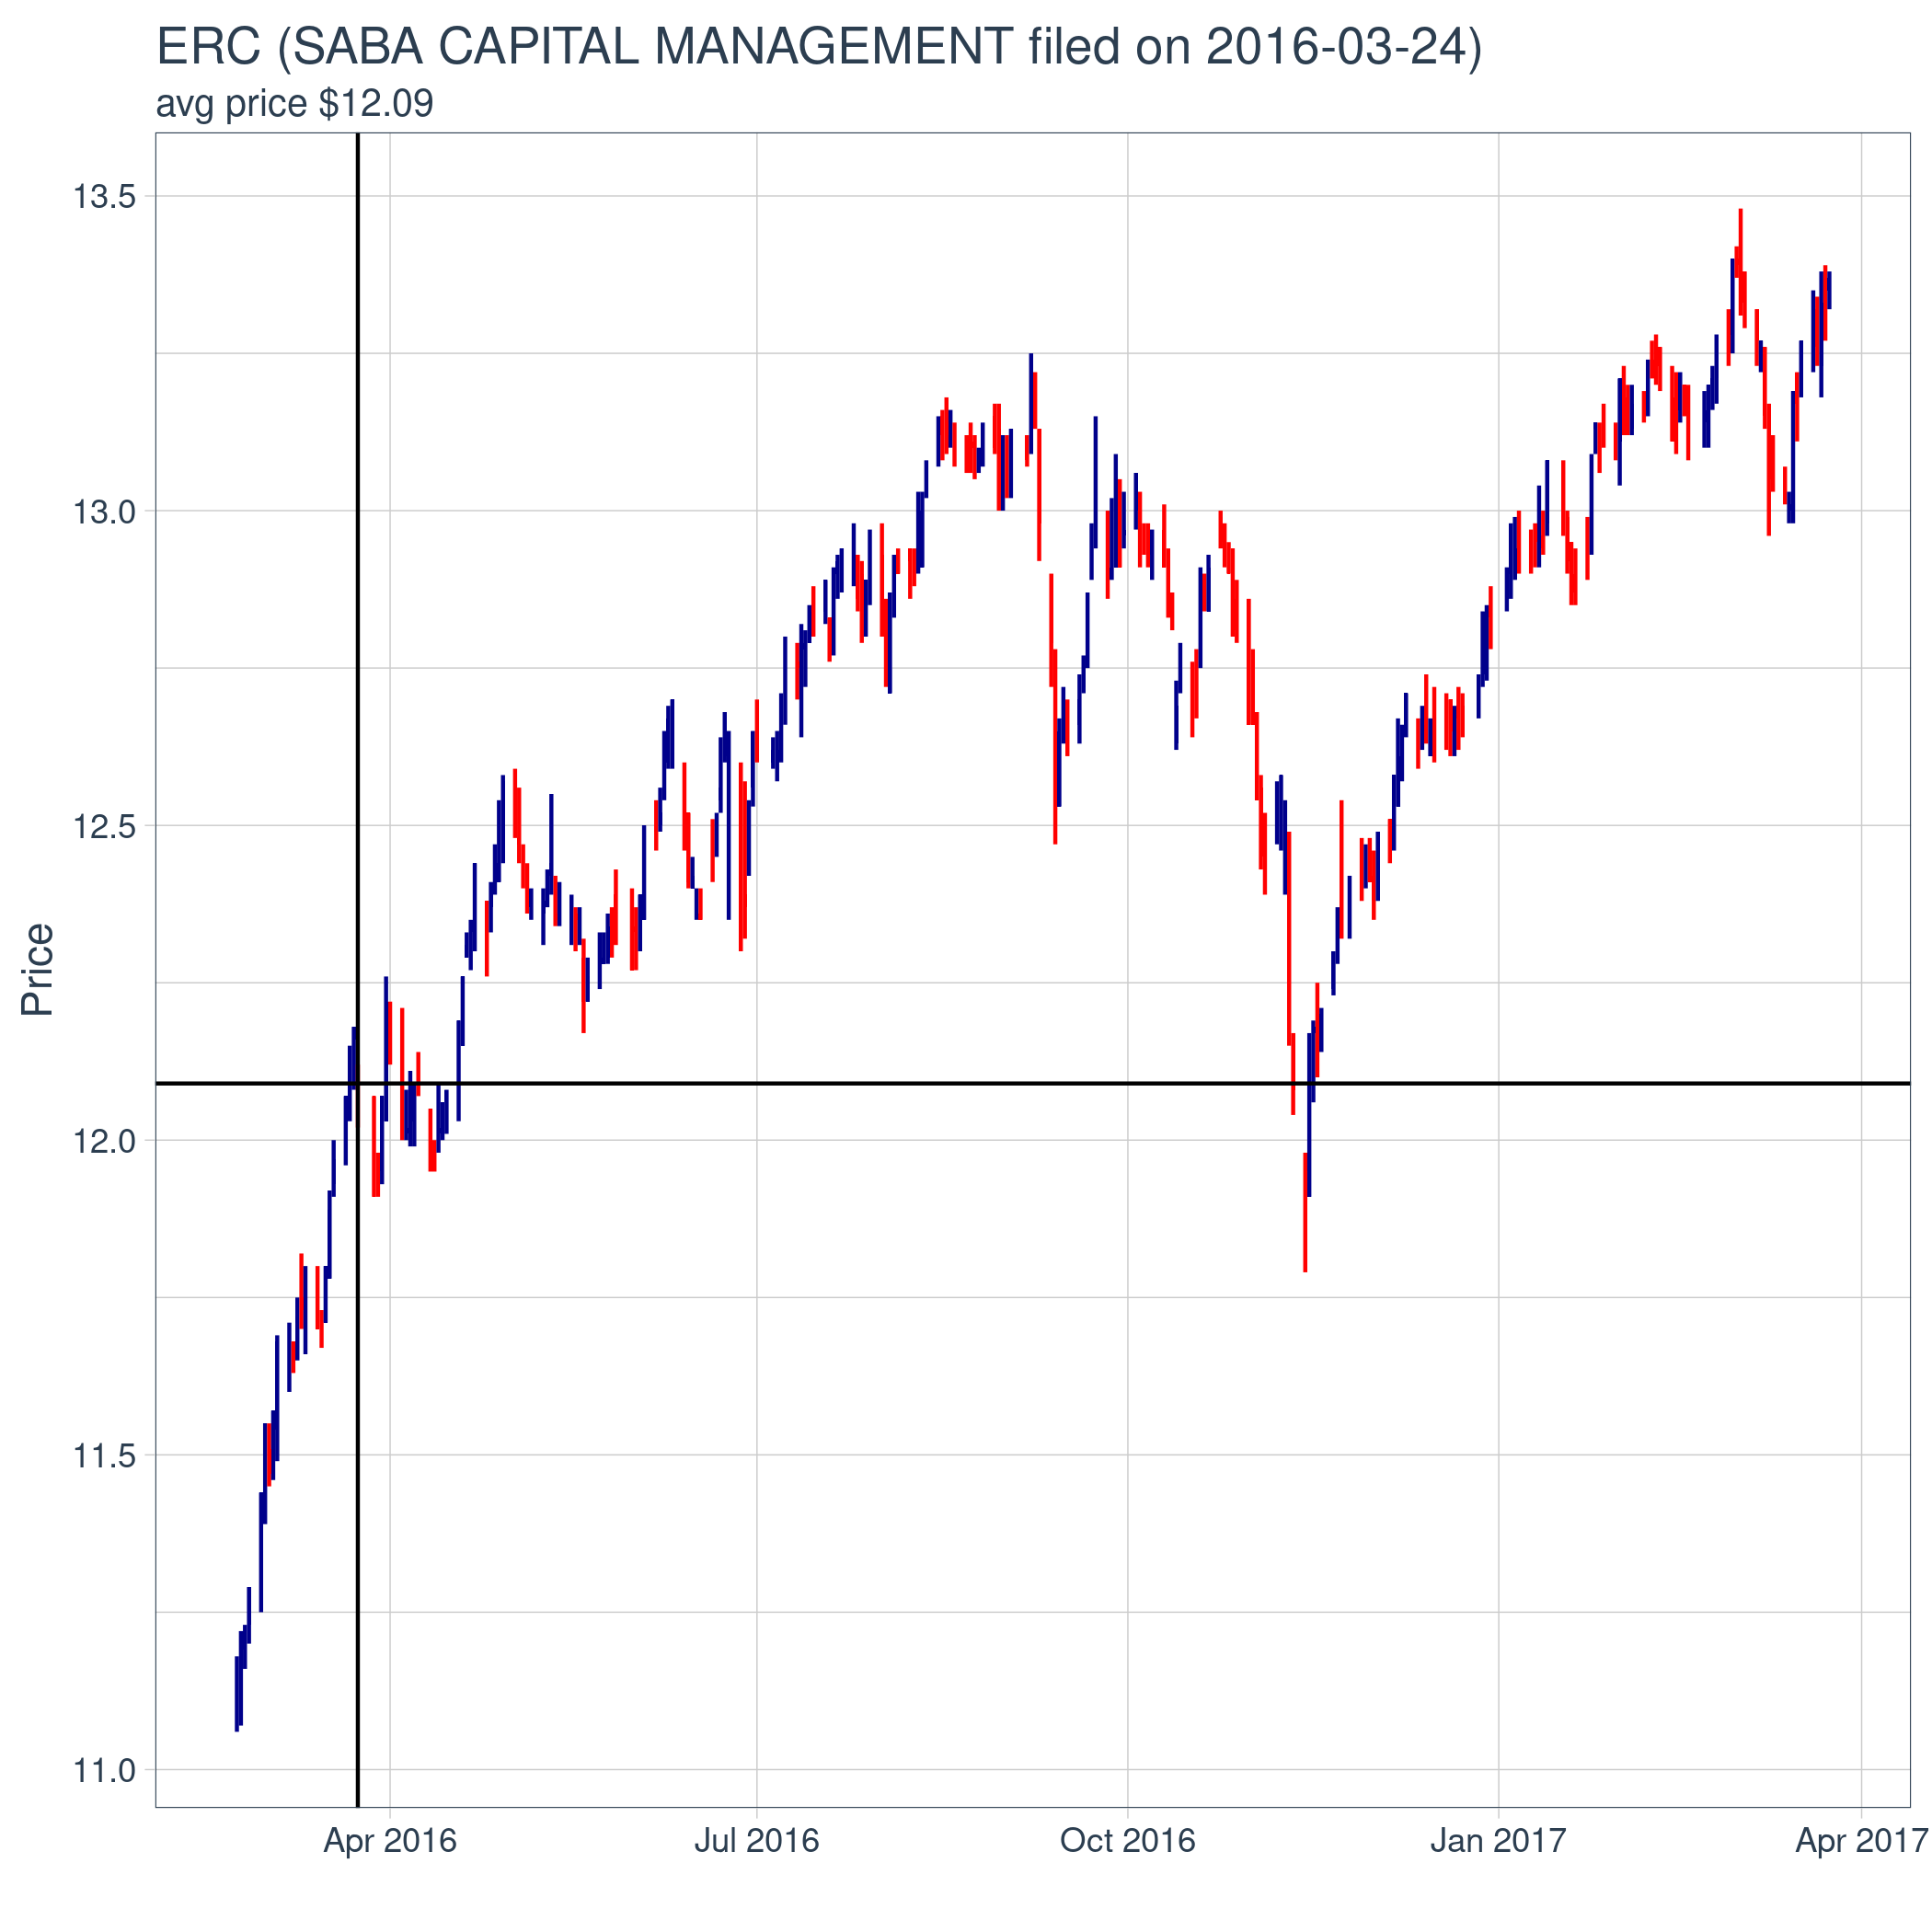 ERC (SABA CAPITAL MANAGEMENT filed on 2016-03-24)
avg price $12.09
13.5
13.0
12.5
12.0
11.5
11.0
Price
Apr 2016 Jul 2016 Oct 2016 Jan 2017 Apr 2017